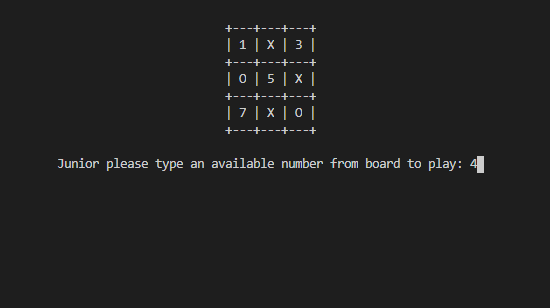 +---+---+---+
| 1 | X | 3 |
+---+---+---+
| O | 5 | X |
+---+---+---+
| 7 | X | O |
+---+---+---+
Junior please type an available number from board to play: 4